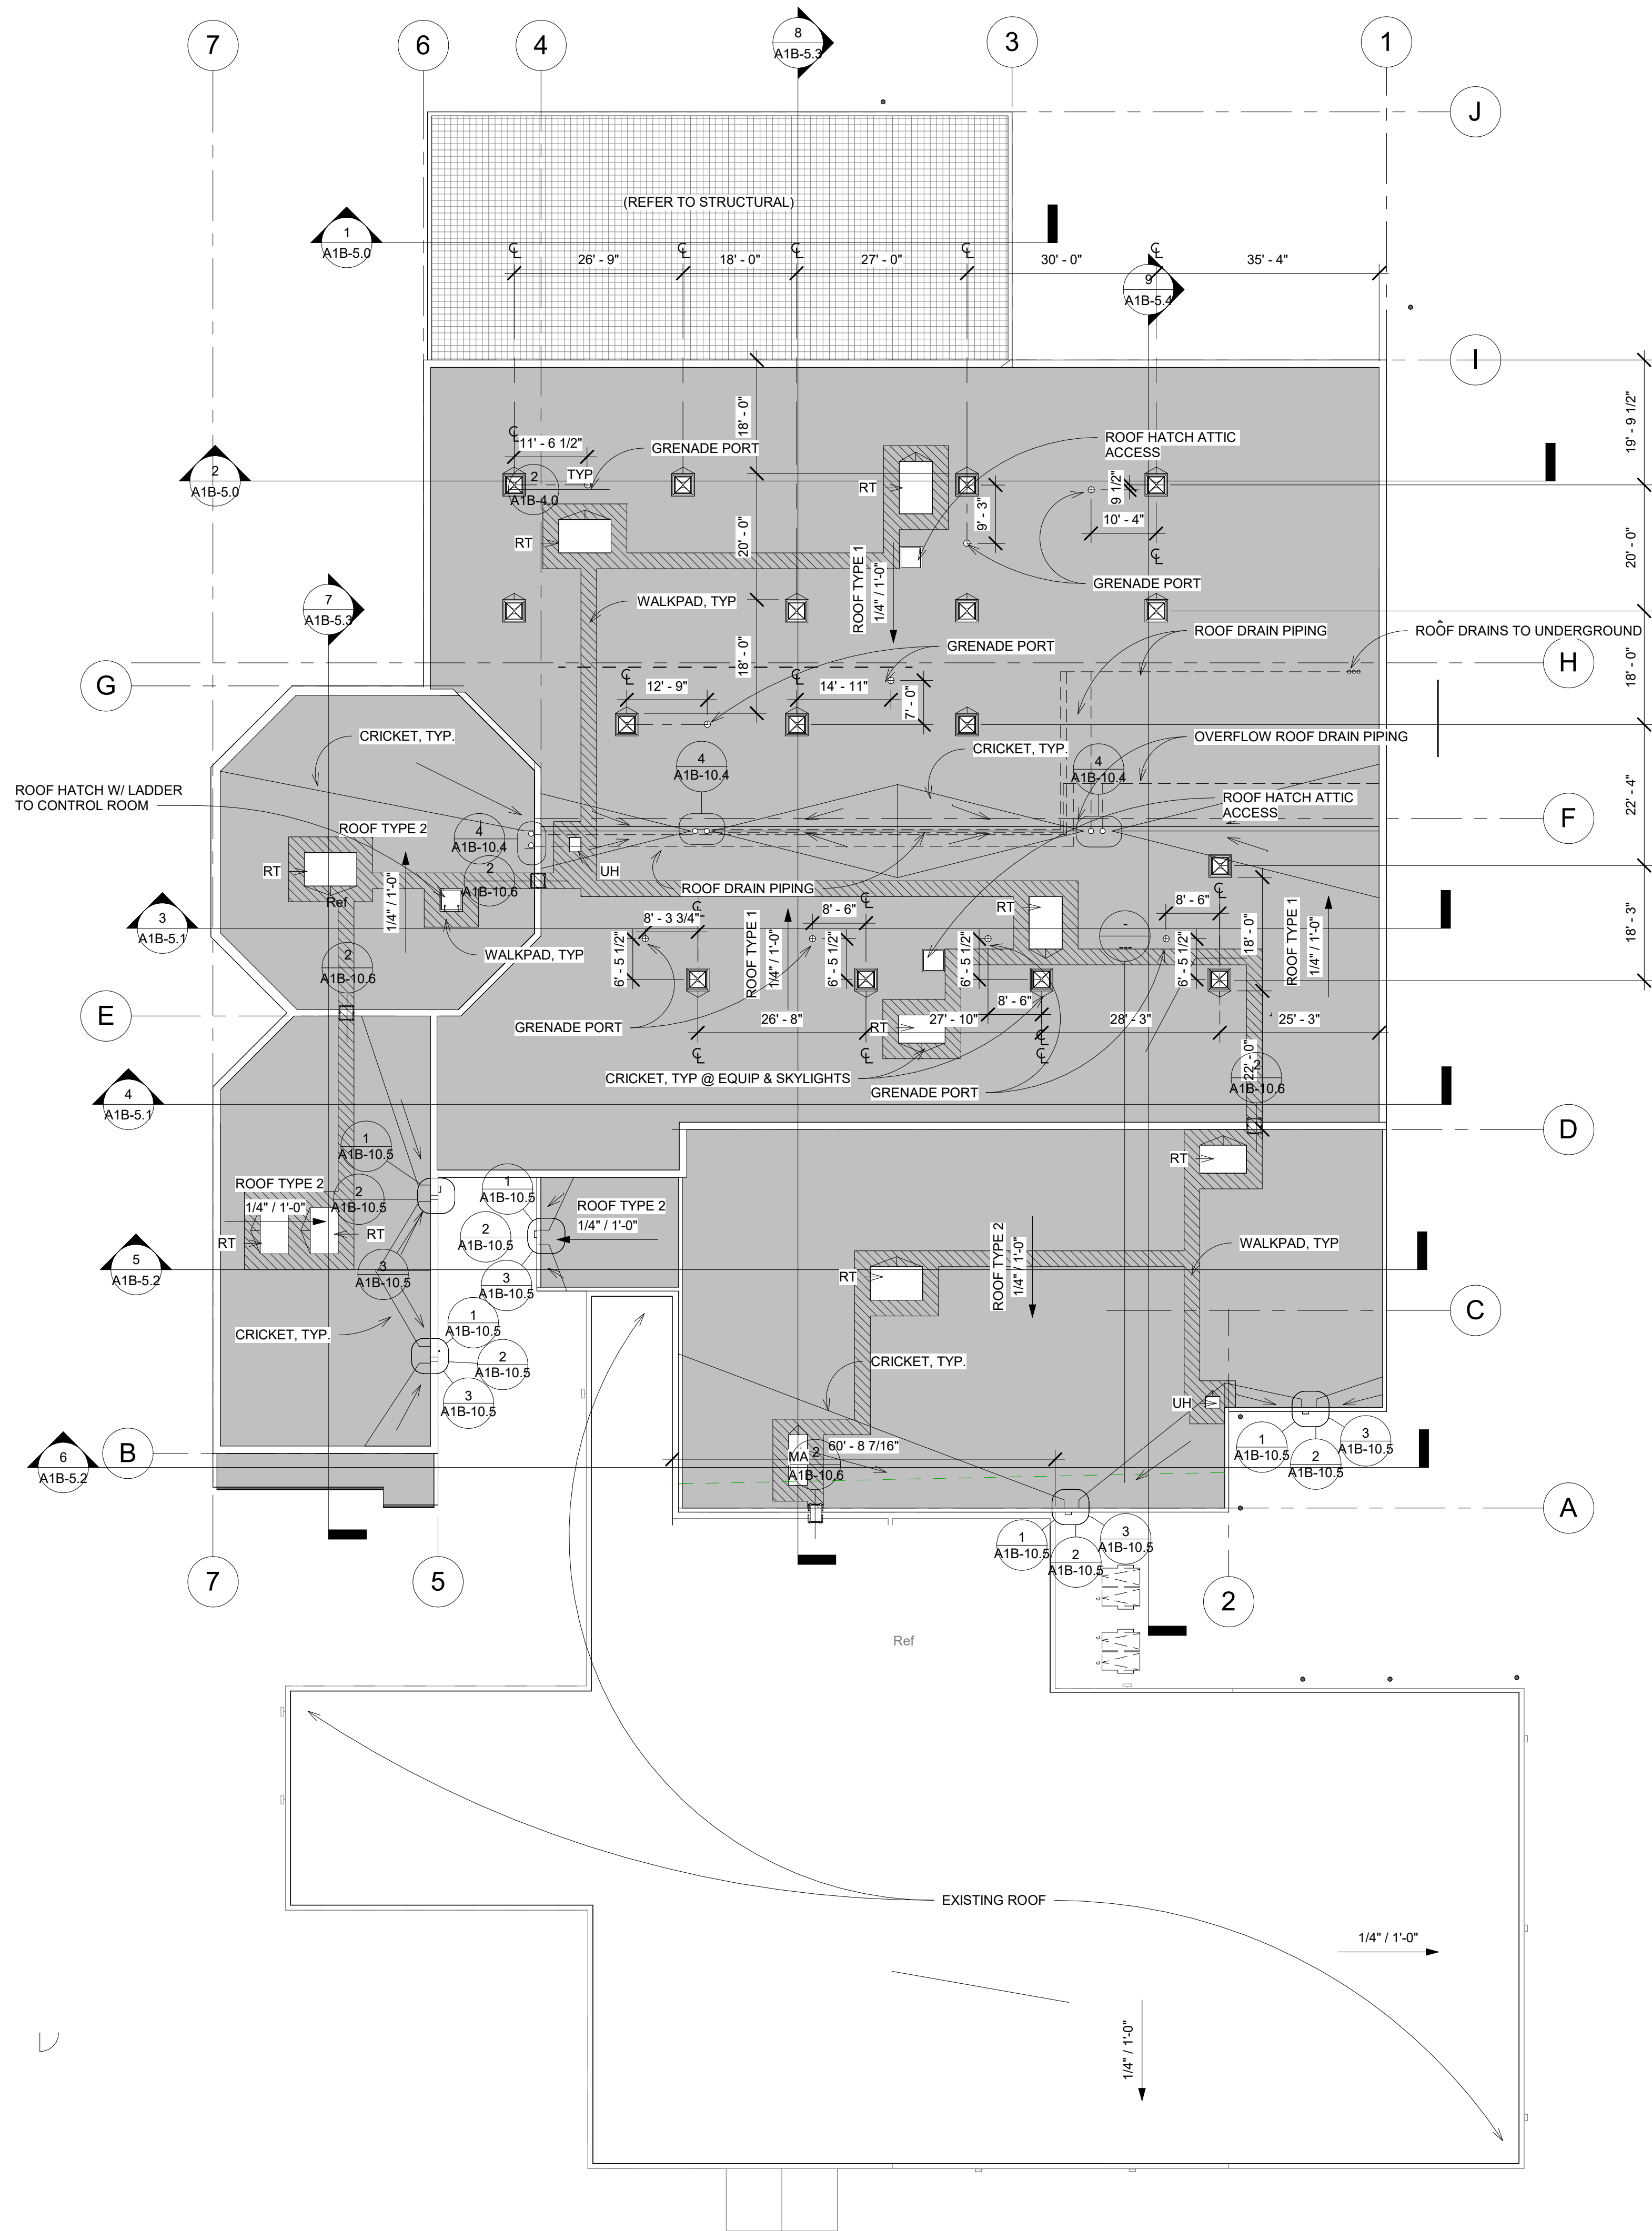 7
6
4
8
A1B-5.3
3
1
J
(REFER TO STRUCTURAL)
1
A1B-5.0
26' - 9"
18' - 0"
27' - 0"
30' - 0"
35' - 4"
9
A1B-5.4
I
19' - 9 1/2"
18' - 0"
11' - 6 1/2"
GRENADE PORT
TYP
2
A1B-4.0
ROOF HATCH ATTIC
ACCESS
2
A1B-5.0
RT
9 1/2"
10' - 4"
9' - 3"
RT
20' - 0"
20' - 0"
ROOF TYPE 1
1/4" / 1'-0"
GRENADE PORT
7
A1B-5.3
WALKPAD, TYP
ROOF DRAIN PIPING
ROOF DRAINS TO UNDERGROUND
GRENADE PORT
18' - 0"
18' - 0"
H
G
12' - 9"
14' - 11"
7' - 0"
CRICKET, TYP.
CRICKET, TYP.
OVERFLOW ROOF DRAIN PIPING
4
A1B-10.4
4
A1B-10.4
ROOF HATCH W/ LADDER
TO CONTROL ROOM
ROOF HATCH ATTIC
ACCESS
22' - 4"
F
ROOF TYPE 2
4
A1B-10.4
RT
2
A1B-10.6
UH
ROOF DRAIN PIPING
Ref
1/4" / 1'-0"
RT
3
A1B-5.1
8' - 3 3/4"
8' - 6"
8' - 6"
ROOF TYPE 1
1/4" / 1'-0"
ROOF TYPE 1
1/4" / 1'-0"
-
---
18' - 0"
18' - 3"
WALKPAD, TYP
6' - 5 1/2"
6' - 5 1/2"
6' - 5 1/2"
6' - 5 1/2"
2
A1B-10.6
8' - 6"
E
GRENADE PORT
26' - 8"
RT
27' - 10"
28' - 3"
25' - 3"
CRICKET, TYP @ EQUIP & SKYLIGHTS
GRENADE PORT
22' - 0"
2
A1B-10.6
4
A1B-5.1
D
1
A1B-10.5
RT
ROOF TYPE 2
1/4" / 1'-0"
2
A1B-10.5
1
A1B-10.5
ROOF TYPE 2
1/4" / 1'-0"
RT
RT
2
A1B-10.5
ROOF TYPE 2
1/4" / 1'-0"
WALKPAD, TYP
5
A1B-5.2
3
A1B-10.5
3
A1B-10.5
RT
C
CRICKET, TYP.
1
A1B-10.5
2
A1B-10.5
3
A1B-10.5
CRICKET, TYP.
UH
B
6
A1B-5.2
60' - 8 7/16"
MA
2
A1B-10.6
1
A1B-10.5
2
A1B-10.5
3
A1B-10.5
A
1
A1B-10.5
2
A1B-10.5
3
A1B-10.5
7
5
2
Ref
EXISTING ROOF
1/4" / 1'-0"
1/4" / 1'-0"